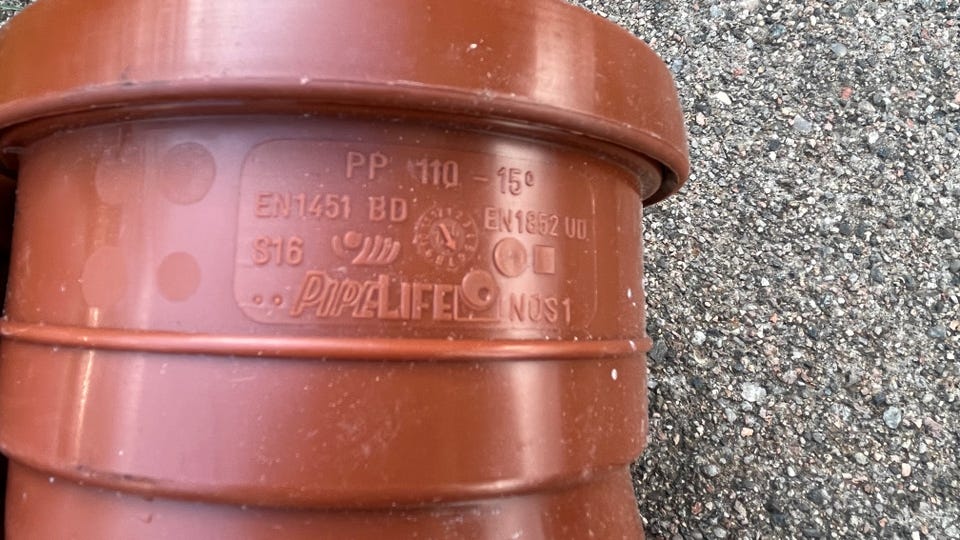 PP 110 - 15°
EN1451 BD
EN1852 UD
S16
PIPELIFE
NOS1